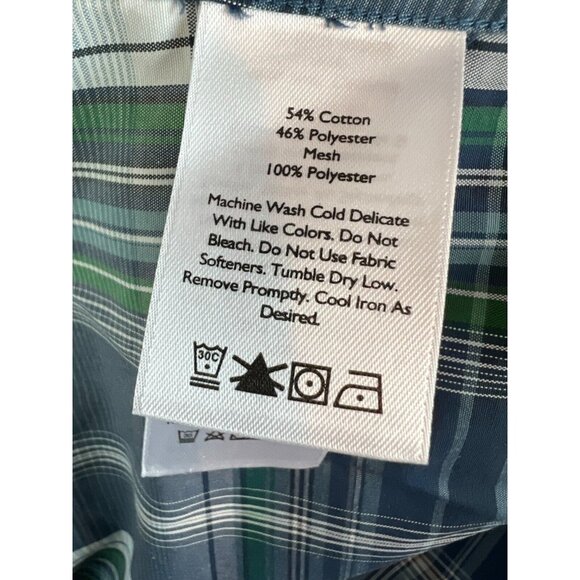 54% Cotton
46% Polyester
Mesh
100% Polyester
Machine Wash Cold Delicate
With Like Colors. Do Not
Bleach. Do Not Use Fabric
Softeners. Tumble Dry Low.
Remove Promptly. Cool Iron As
Desired.
30C